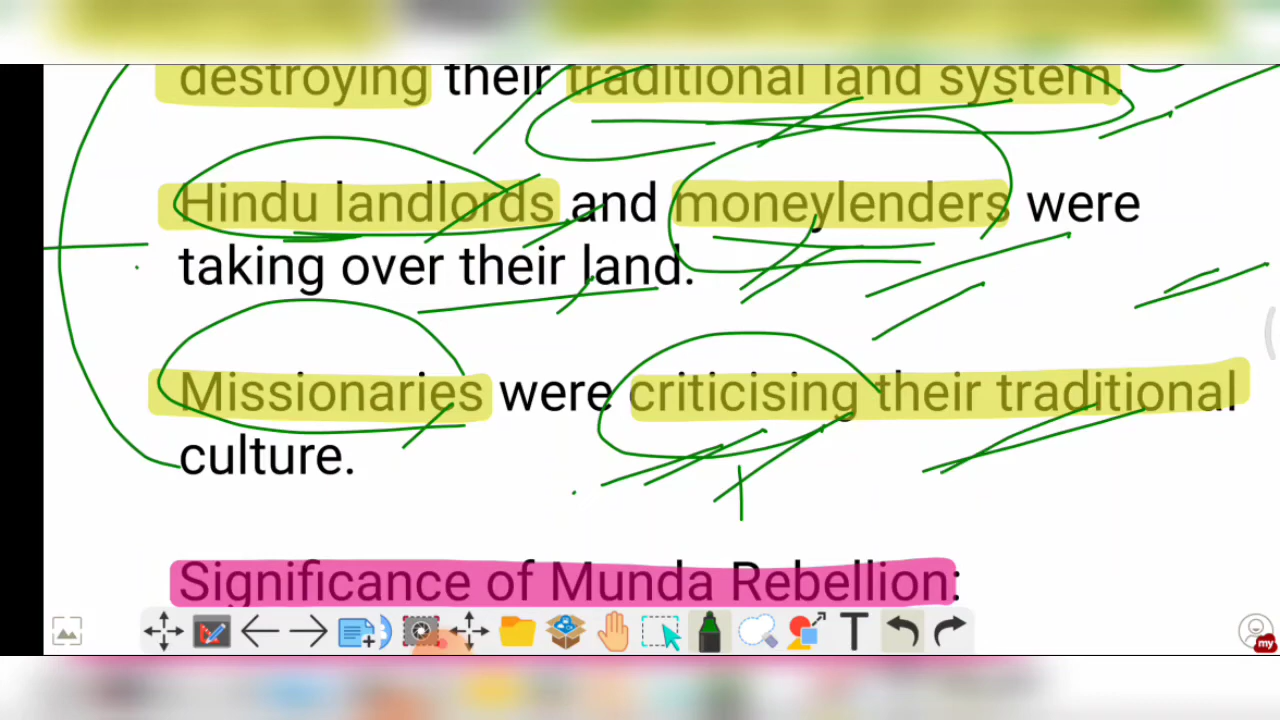 destroying their traditional land system.
Hindu landlords and moneylenders were
taking over their land.
Missionaries were criticising their traditional
culture.
Significance of Munda Rebellion:
T
my